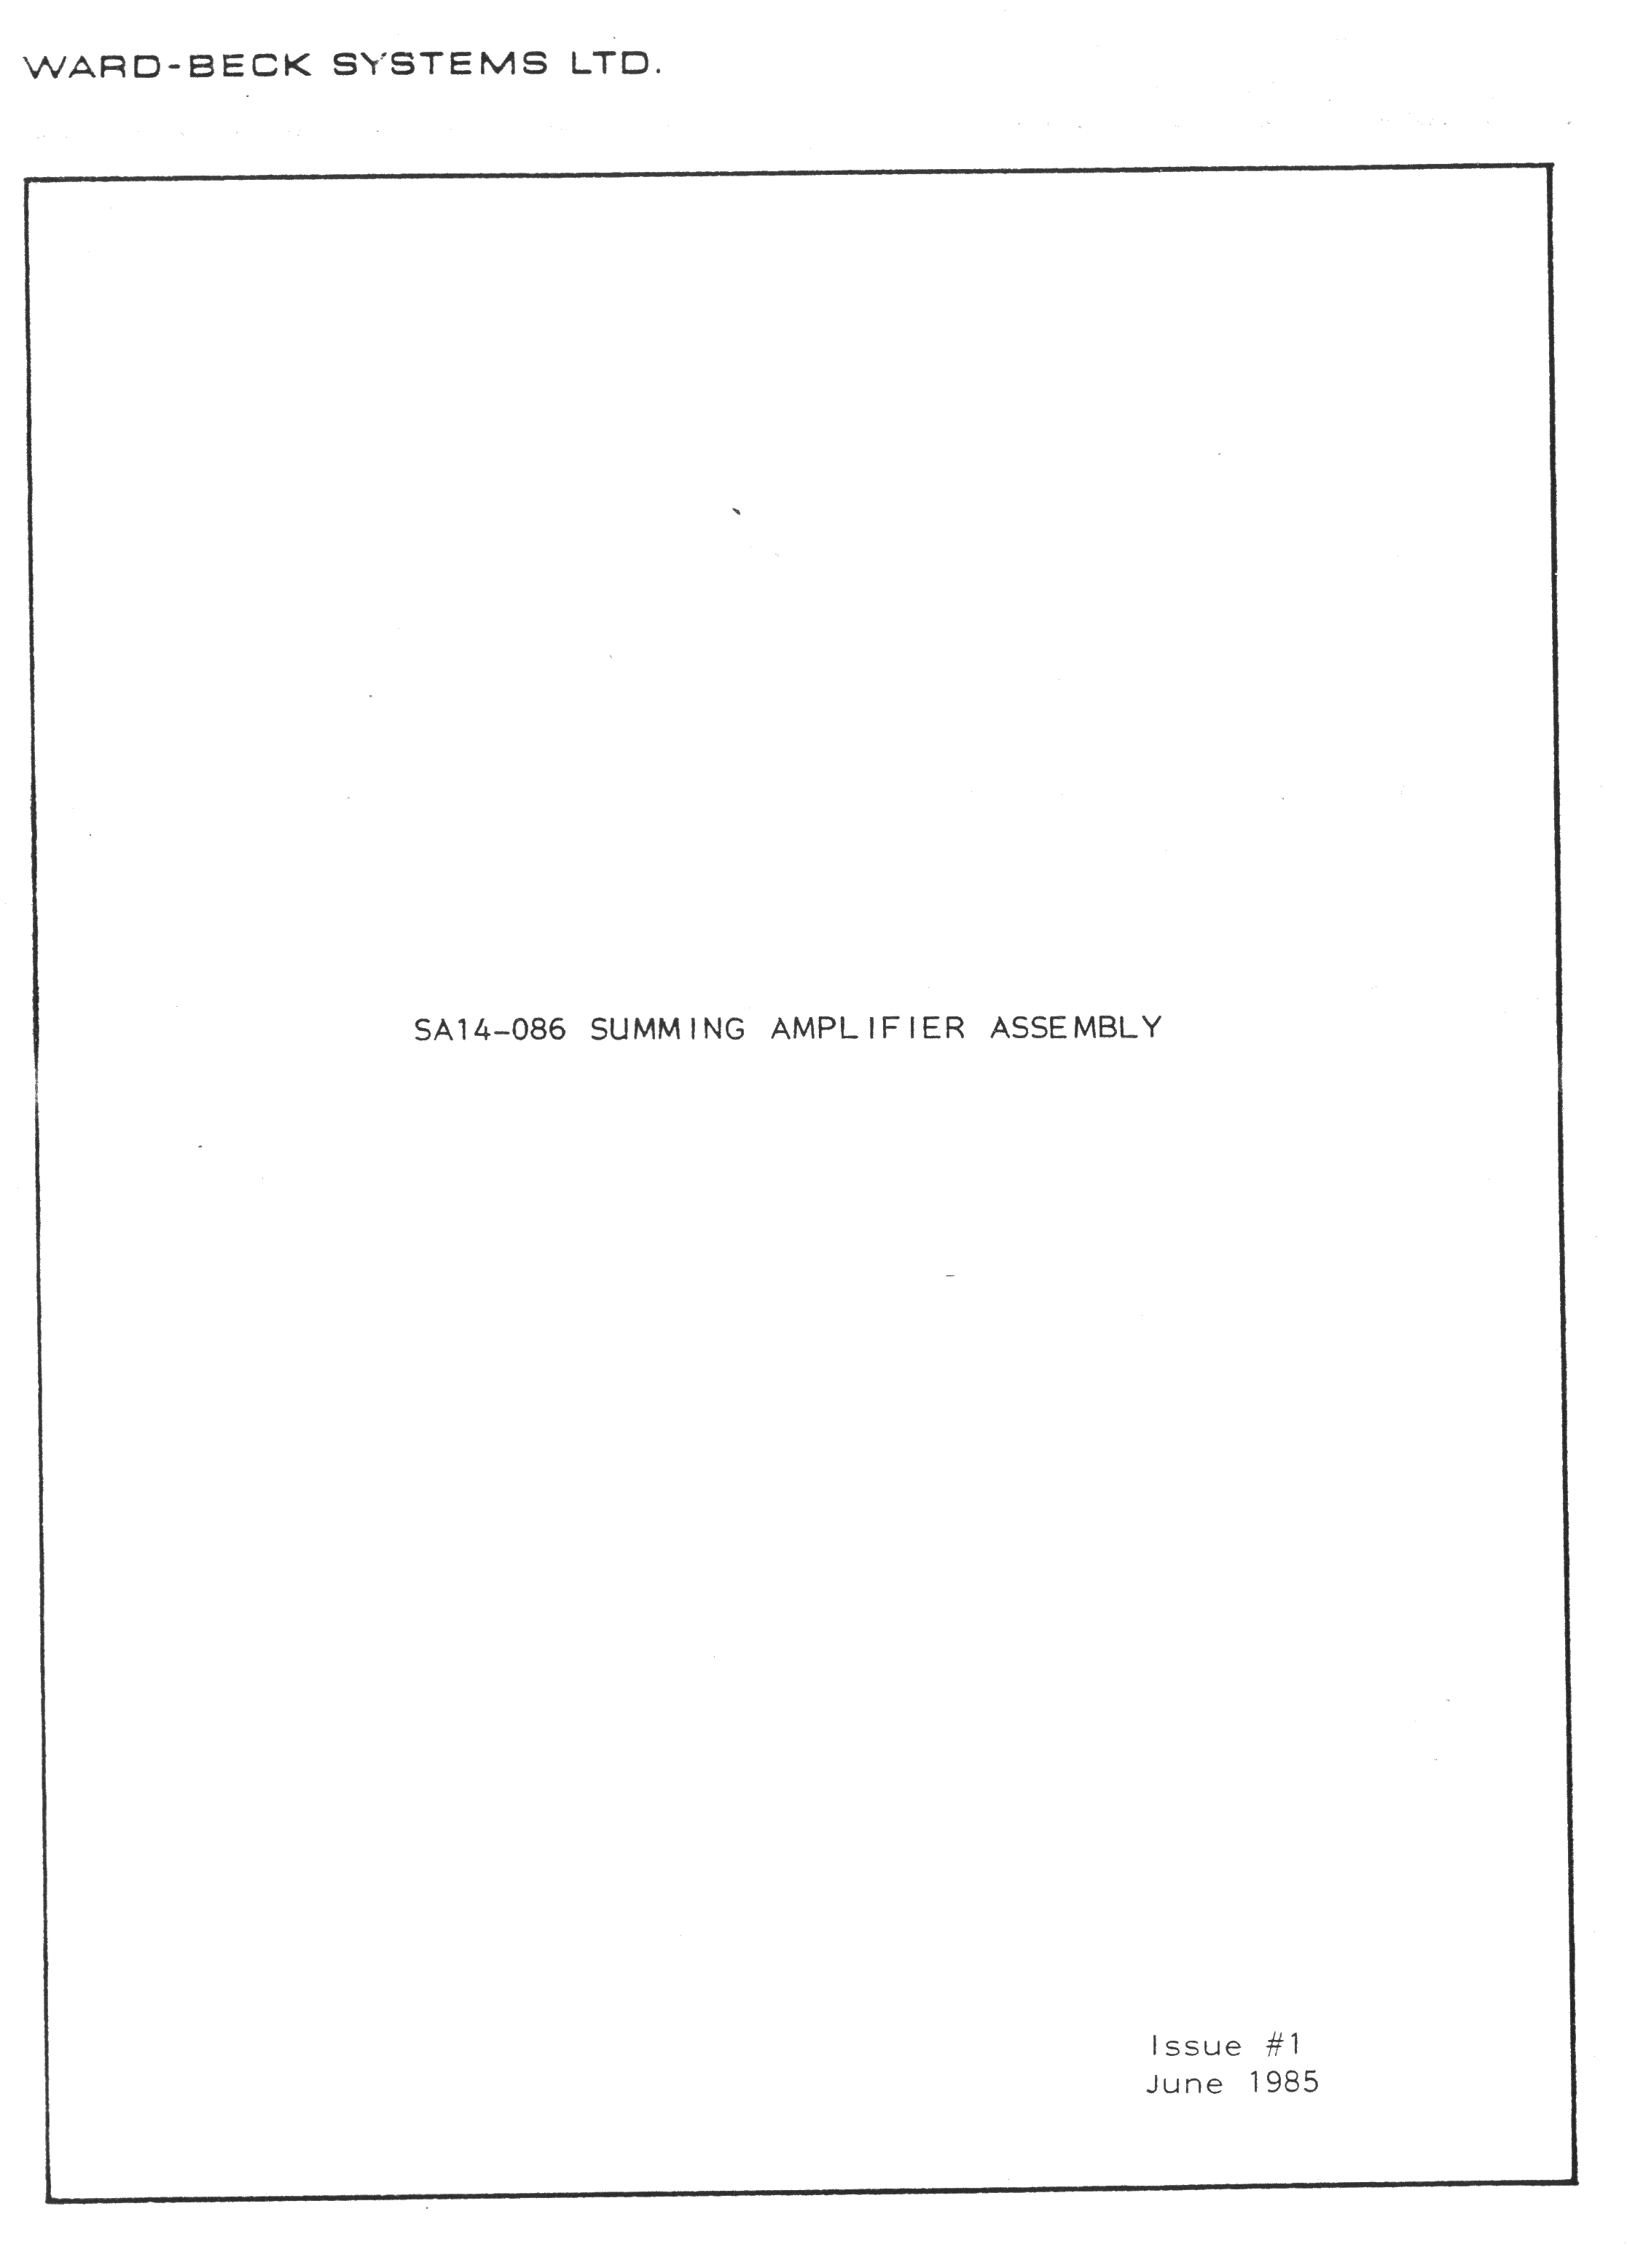 WARD-BECK SYSTEMS LTD.
SA14-086 SUMMING AMPLIFIER ASSEMBLY
Issue #1
June 1985